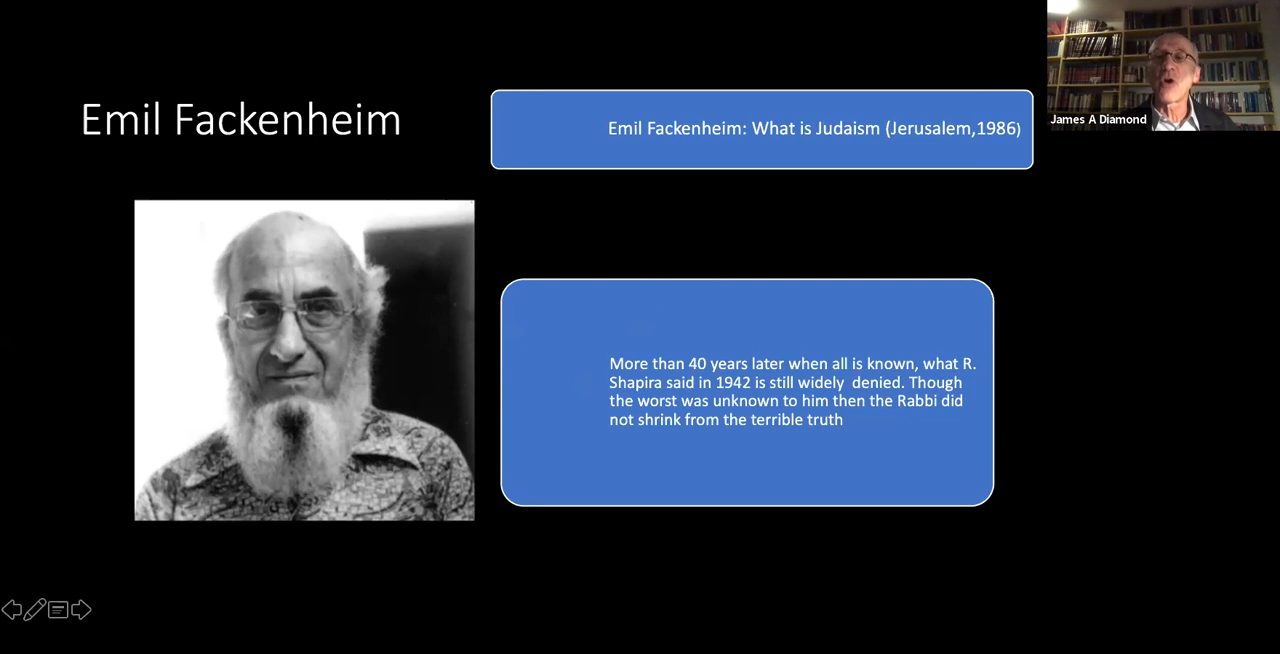 Emil Fackenheim
Emil Fackenheim: What is Judaism (Jerusalem,1986)
James A Diamond
More than 40 years later when all is known, what R.
Shapira said in 1942 is still widely  denied. Though
the worst was unknown to him then the Rabbi did
not shrink from the terrible truth